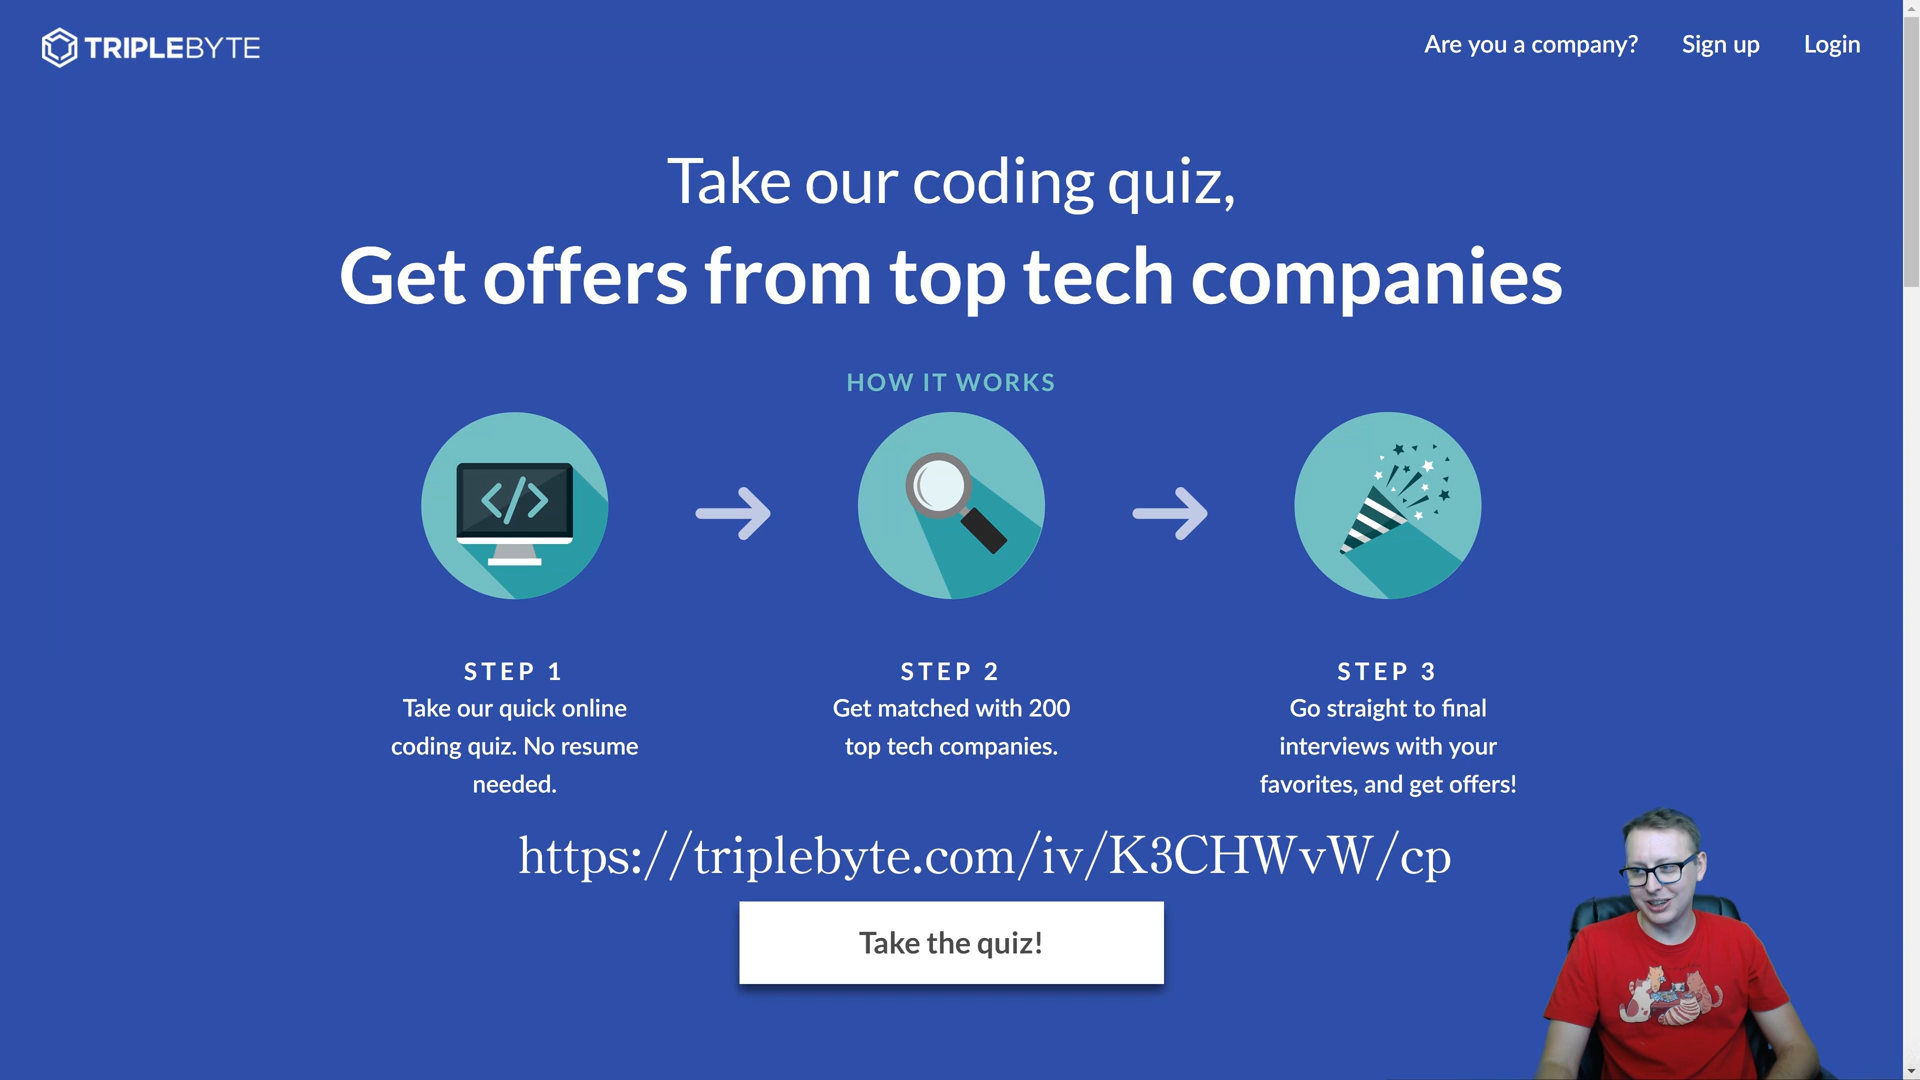 TRIPLEBYTE
Are you a company? Sign up Login
Take our coding quiz,
Get offers from top tech companies
HOW IT WORKS
STEP 1
Take our quick online
coding quiz. No resume
needed.
STEP 2
Get matched with 200
top tech companies.
STEP 3
Go straight to final
interviews with your
favorites, and get offers!
https://triplebyte.com/iv/K3CHWvW/cp
Take the quiz!